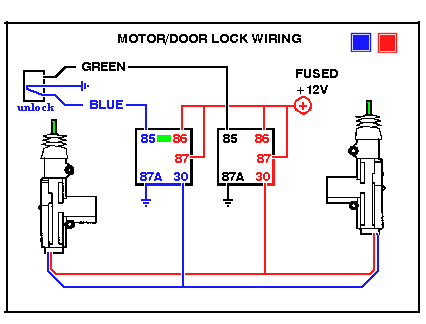 MOTOR/DOOR LOCK WIRING
GREEN
FUSED
+12V
unlock
BLUE
85 86
87
87A 30
85 86
87
87A 30